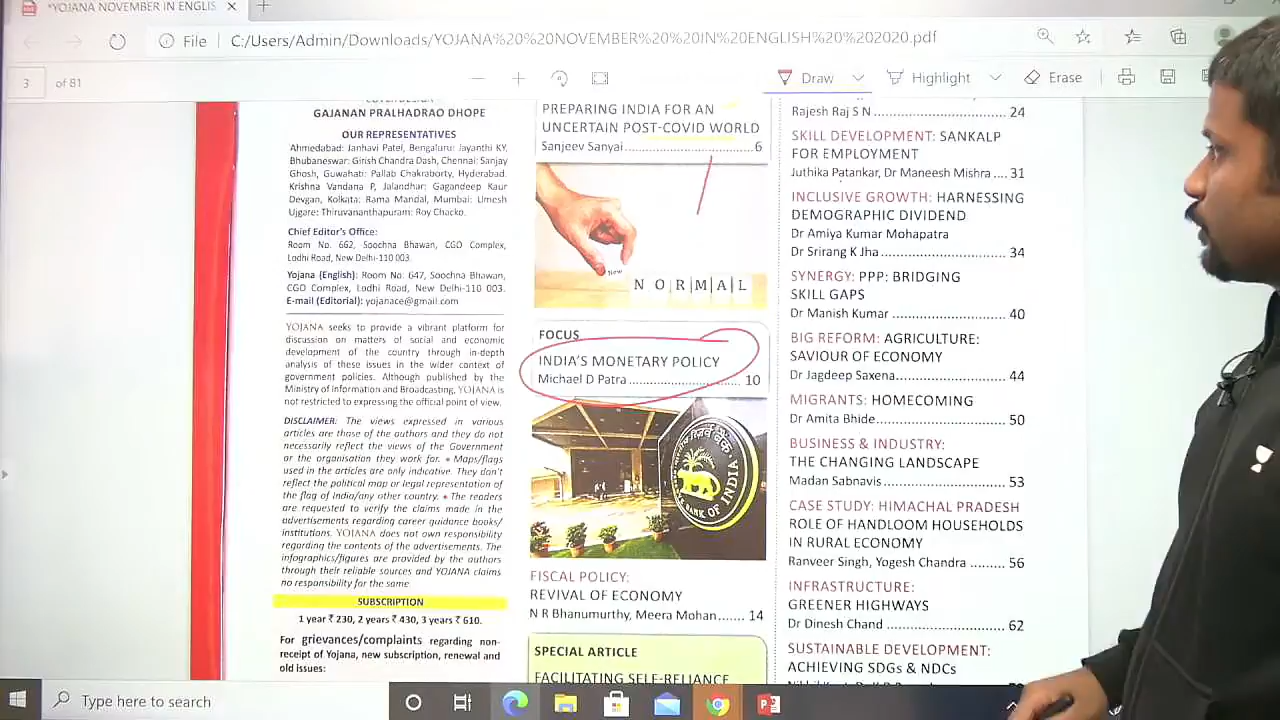 *YOJANA NOVEMBER IN ENGLIS
File
C:/Users/Admin/Downloads/YOJANA%20%20NOVEMBER%20%20IN%20ENGLISH%20%202020.pdf
3 of 81
Draw
Highlight
Erase
GAJANAN PRALHADRAO DHOPE
OUR REPRESENTATIVES
Ahmedabad: Janhavi Patel, Bengaluru: Jayanthi KY,
Bhubaneswar: Girish Chandra Dash, Chennai: Sanjay
Ghosh, Guwahati: Pallab Chakraborty, Hyderabad:
Krishna Vandana P, Jalandhar: Gagandeep Kaur
Devgan, Kolkata: Rama Mandal, Mumbai: Umesh
Ujgare: Thiruvananthapuram: Roy Chacko.
Chief Editor's Office:
Room No. 662, Soochna Bhawan, CGO Complex,
Lodhi Road, New Delhi-110 003.
Yojana (English): Room No: 647, Soochna Bhawan,
CGO Complex, Lodhi Road, New Delhi-110 003.
E-mail (Editorial): yojanace@gmail.com
YOJANA seeks to provide a vibrant platform for
discussion on matters of social and economic
development of the country through in-depth
analysis of these issues in the wider context of
government policies. Although published by the
Ministry of Information and Broadcasting, YOJANA is
not restricted to expressing the official point of view.
DISCLAIMER: The views expressed in various
articles are those of the authors and they do not
necessarily reflect the views of the Government
or the organisation they work for. • Maps/flags
used in the articles are only indicative. They don't
reflect the political map or legal representation of
the flag of India/any other country. • The readers
are requested to verify the claims made in the
advertisements regarding career guidance books/
institutions. YOJANA does not own responsibility
regarding the contents of the advertisements. The
infographics/figures are provided by the authors
through their reliable sources and YOJANA claims
no responsibility for the same
SUBSCRIPTION
1 year ₹ 230, 2 years ₹ 430, 3 years ₹ 610.
For grievances/complaints regarding non-
receipt of Yojana, new subscription, renewal and
old issues:
PREPARING INDIA FOR AN
UNCERTAIN POST-COVID WORLD
Sanjeev Sanyal..............................6
New
NORMAL
FOCUS
INDIA'S MONETARY POLICY
Michael D Patra ......................... 10
BANK OF INDIA
FISCAL POLICY:
REVIVAL OF ECONOMY
N R Bhanumurthy, Meera Mohan....... 14
SPECIAL ARTICLE
FACILITATING SELF-RELIANCE
Rajesh Raj S N ........................... 24
SKILL DEVELOPMENT: SANKALP
FOR EMPLOYMENT
Juthika Patankar, Dr Maneesh Mishra .... 31
INCLUSIVE GROWTH: HARNESSING
DEMOGRAPHIC DIVIDEND
Dr Amiya Kumar Mohapatra
Dr Srirang K Jha ........................... 34
SYNERGY: PPP: BRIDGING
SKILL GAPS
Dr Manish Kumar ........................ 40
BIG REFORM: AGRICULTURE:
SAVIOUR OF ECONOMY
Dr Jagdeep Saxena........................ 44
MIGRANTS: HOMECOMING
Dr Amita Bhide........................... 50
BUSINESS & INDUSTRY:
THE CHANGING LANDSCAPE
Madan Sabnavis.......................... 53
CASE STUDY: HIMACHAL PRADESH
ROLE OF HANDLOOM HOUSEHOLDS
IN RURAL ECONOMY
Ranveer Singh, Yogesh Chandra ......... 56
INFRASTRUCTURE:
GREENER HIGHWAYS
Dr Dinesh Chand .......................... 62
SUSTAINABLE DEVELOPMENT:
ACHIEVING SDGs & NDCs
Type here to search